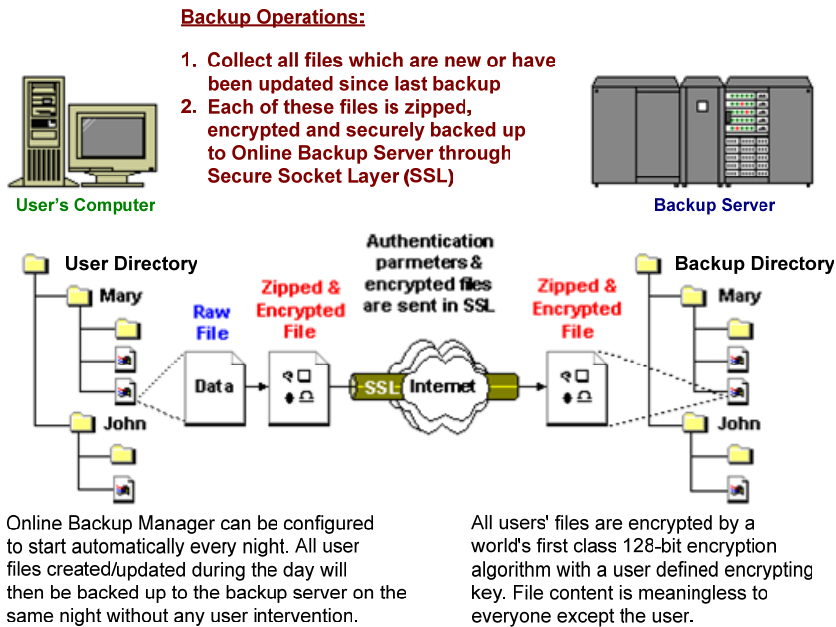 Backup Operations:
1. Collect all files which are new or have
been updated since last backup
2. Each of these files is zipped,
encrypted and securely backed up
to Online Backup Server through
Secure Socket Layer (SSL)
User's Computer
Backup Server
User Directory
Mary
John
Raw
File
Data
Zipped &
Encrypted
File
Authentication
parmeters &
encrypted files
are sent in SSL
SSL
Internet
Zipped &
Encrypted
File
Backup Directory
Mary
John
Online Backup Manager can be configured
to start automatically every night. All user
files created/updated during the day will
then be backed up to the backup server on the
same night without any user intervention.
All users' files are encrypted by a
world's first class 128-bit encryption
algorithm with a user defined encrypting
key. File content is meaningless to
everyone except the user.